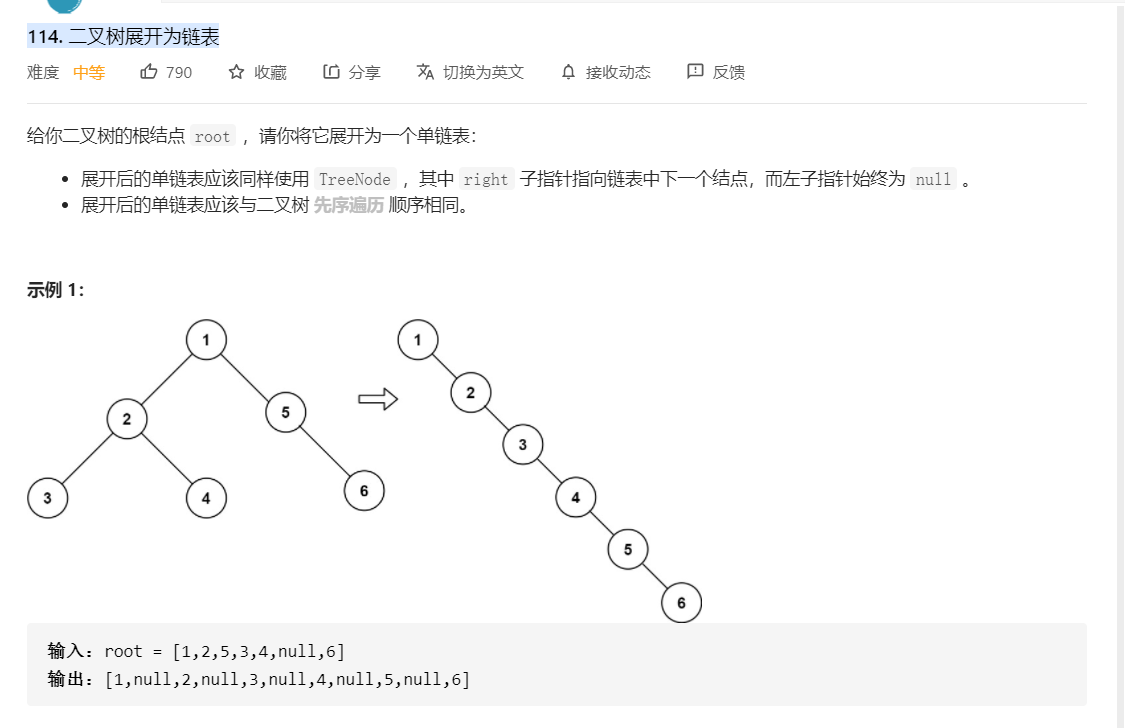 114. 二叉树展开为链表
难度 中等 790 收藏 分享 切换为英文 接收动态 反馈
给你二叉树的根结点 root ，请你将它展开为一个单链表：
展开后的单链表应该同样使用 TreeNode ，其中 right 子指针指向链表中下一个结点，而左子指针始终为 null 。
展开后的单链表应该与二叉树 先序遍历 顺序相同。
示例 1：
1 1
2 5 2
3 4 6 3
4
5
6
输入：root = [1,2,5,3,4,null,6]
输出：[1,null,2,null,3,null,4,null,5,null,6]